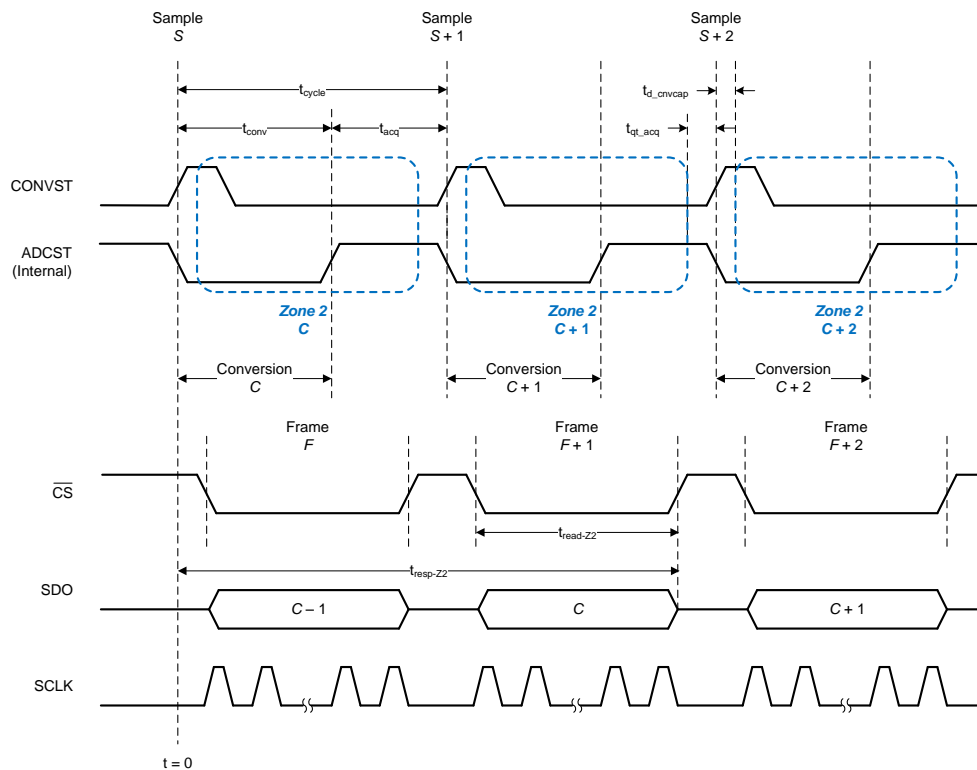 Sample
S
Sample
S + 1
Sample
S + 2
tcycle
td_cnvcap
tconv
tacq
tqt_acq
CONVST
ADCST
(Internal)
Zone 2
C
Zone 2
C + 1
Zone 2
C + 2
Conversion
C
Conversion
C + 1
Conversion
C + 2
Frame
F
Frame
F + 1
Frame
F + 2
CS
tread-Z2
tresp-Z2
SDO
C – 1
C
C + 1
SCLK
t = 0